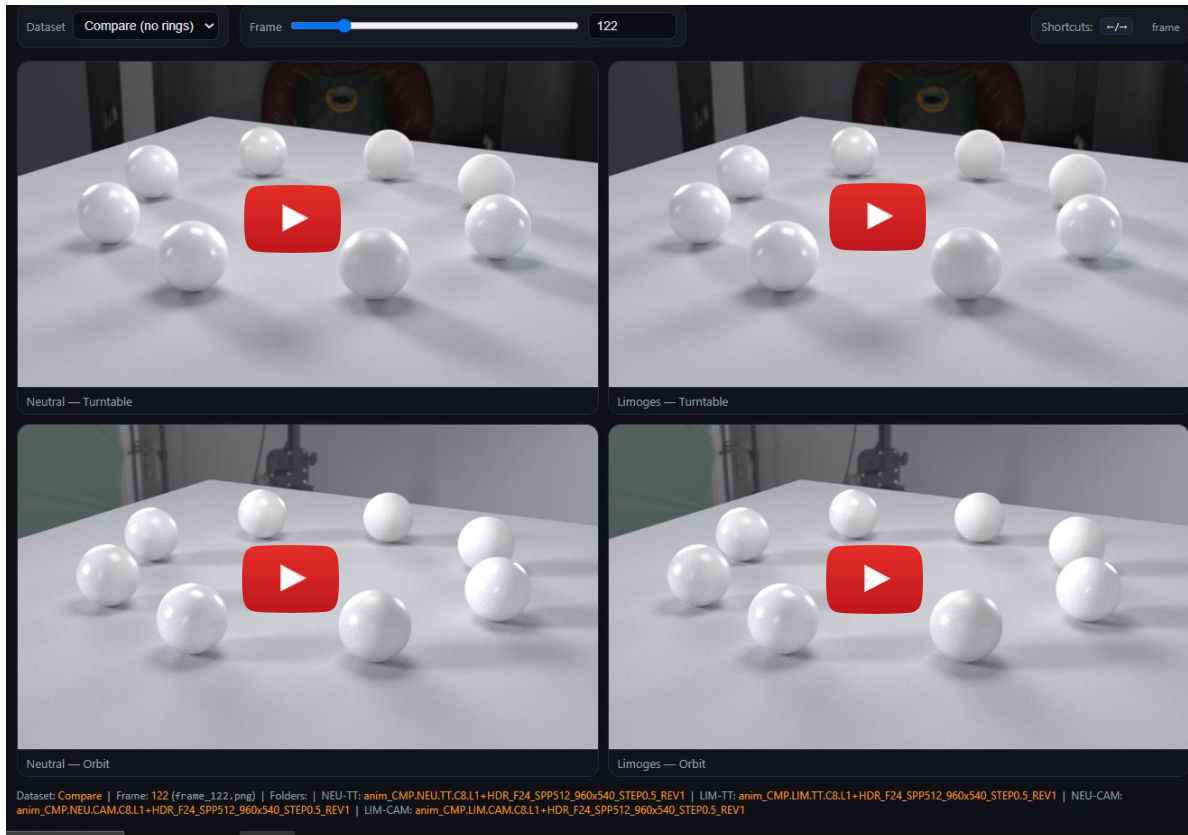 Dataset Compare (no rings) Frame 122 Shortcuts: ←/→ frame
Neutral — Turntable
Limoges — Turntable
Neutral — Orbit
Limoges — Orbit
Dataset: Compare | Frame: 122 (frame_122.png) | Folders: | NEU-TT: anim_CMP.NEU.TT.C8.L1+HDR_F24_SPP512_960x540_STEP0.5_REV1 | LIM-TT: anim_CMP.LIM.TT.C8.L1+HDR_F24_SPP512_960x540_STEP0.5_REV1 | NEU-CAM:
anim_CMP.NEU.CAM.C8.L1+HDR_F24_SPP512_960x540_STEP0.5_REV1 | LIM-CAM: anim_CMP.LIM.CAM.C8.L1+HDR_F24_SPP512_960x540_STEP0.5_REV1